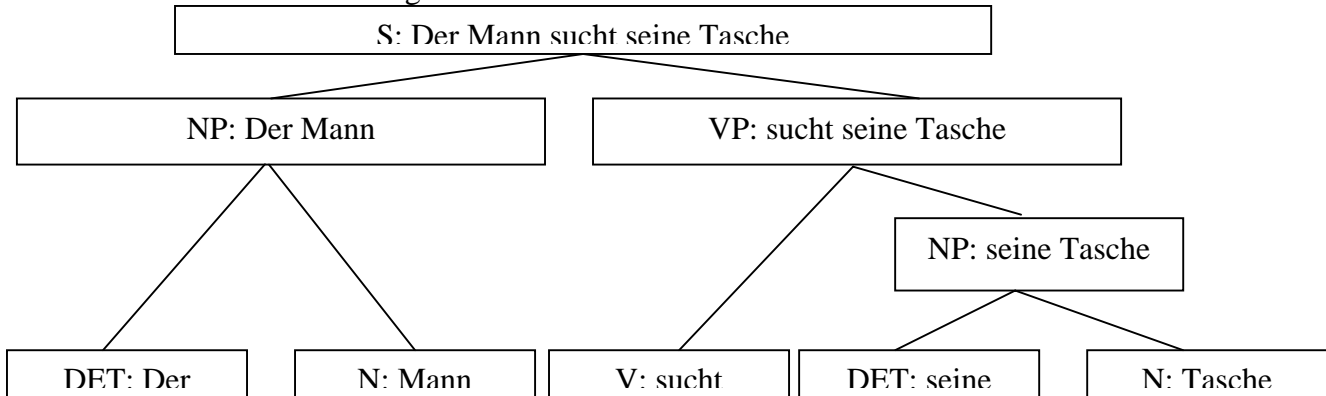 S: Der Mann sucht seine Tasche
NP: Der Mann
VP: sucht seine Tasche
NP: seine Tasche
DET: Der
N: Mann
V: sucht
DET: seine
N: Tasche